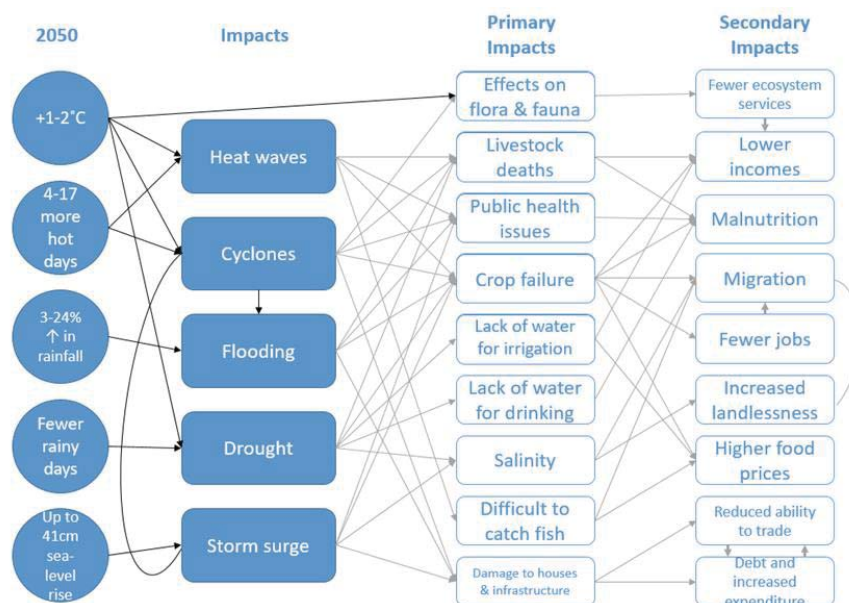 2050
Impacts
Primary
Impacts
Secondary
Impacts
+1-2˚C
4-17
more
hot
days
3-24%
↑ in
rainfall
Fewer
rainy
days
Up to
41cm
sea-
level
rise
Heat waves
Cyclones
Flooding
Drought
Storm surge
Effects on
flora & fauna
Livestock
deaths
Public health
issues
Crop failure
Lack of water
for irrigation
Lack of water
for drinking
Salinity
Difficult to
catch fish
Damage to houses
& infrastructure
Fewer ecosystem
services
Lower
incomes
Malnutrition
Migration
Fewer jobs
Increased
landlessness
Higher food
prices
Reduced ability
to trade
Debt and
increased
expenditure